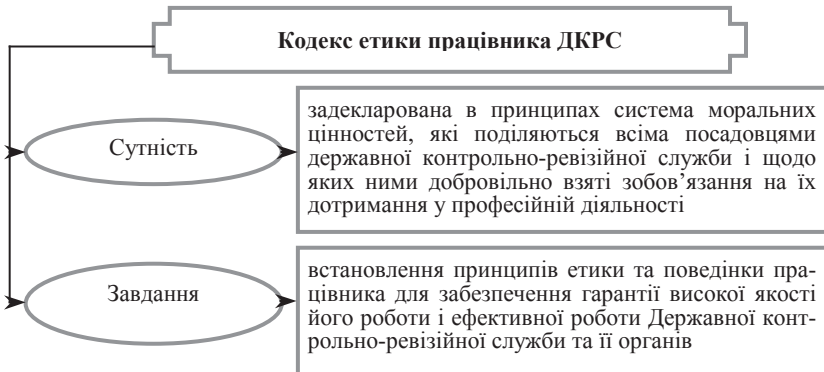 Кодекс етики працівника ДКРС
Сутність
задекларована в принципах система моральних
цінностей, які поділяються всіма посадовцями
державної контрольно-ревізійної служби і щодо
яких ними добровільно взяті зобов’язання на їх
дотримання у професійній діяльності
Завдання
встановлення принципів етики та поведінки пра-
цівника для забезпечення гарантії високої якості
його роботи і ефективної роботи Державної конт-
рольно-ревізійної служби та її органів